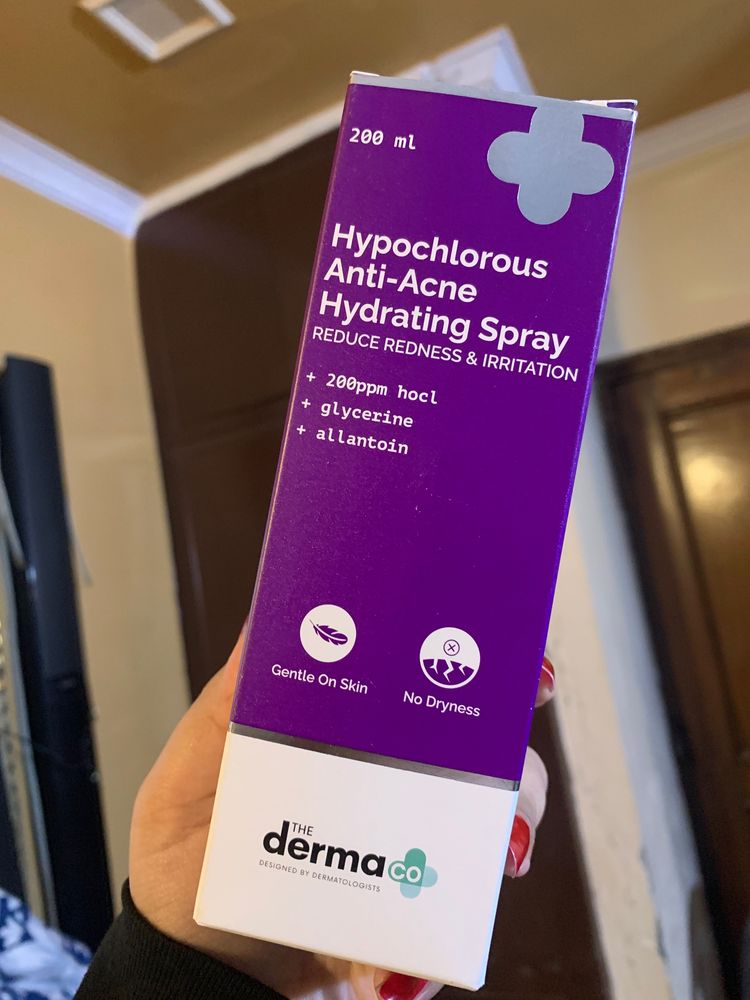 200 ml
Hypochlorous
Anti-Acne
Hydrating Spray
REDUCE REDNESS & IRRITATION
+ 200ppm hocl
+ glycerine
+ allantoin
Gentle On Skin
No Dryness
THE
derma co
DESIGNED BY DERMATOLOGISTS